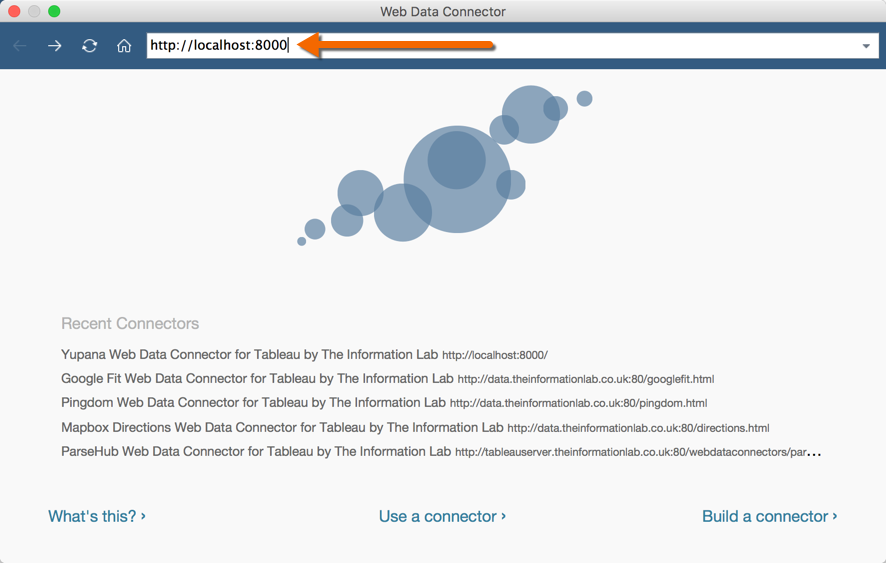 Web Data Connector
http://localhost:8000
Recent Connectors
Yupana Web Data Connector for Tableau by The Information Lab http://localhost:8000/
Google Fit Web Data Connector for Tableau by The Information Lab http://data.theinformationlab.co.uk:80/googlefit.html
Pingdom Web Data Connector for Tableau by The Information Lab http://data.theinformationlab.co.uk:80/pingdom.html
Mapbox Directions Web Data Connector for Tableau by The Information Lab http://data.theinformationlab.co.uk:80/directions.html
ParseHub Web Data Connector for Tableau by The Information Lab http://tableauserver.theinformationlab.co.uk:80/webdataconnectors/par...
What's this? › Use a connector › Build a connector ›